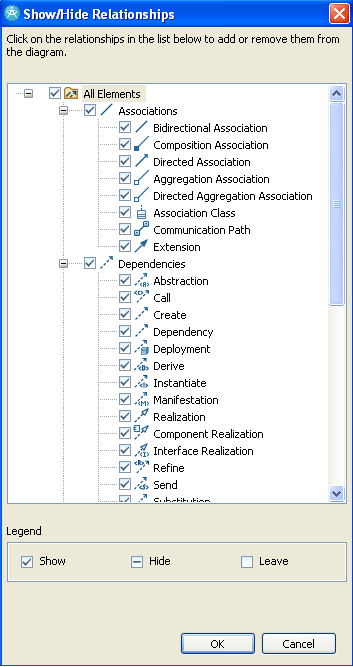 Show/Hide Relationships
Click on the relationships in the list below to add or remove them from
the diagram.
All Elements
Associations
Bidirectional Association
Composition Association
Directed Association
Aggregation Association
Directed Aggregation Association
Association Class
Communication Path
Extension
Dependencies
Abstraction
Call
Create
Dependency
Deployment
Derive
Instantiate
Manifestation
Realization
Component Realization
Interface Realization
Refine
Send
Substitution
Legend
Show Hide Leave
OK Cancel